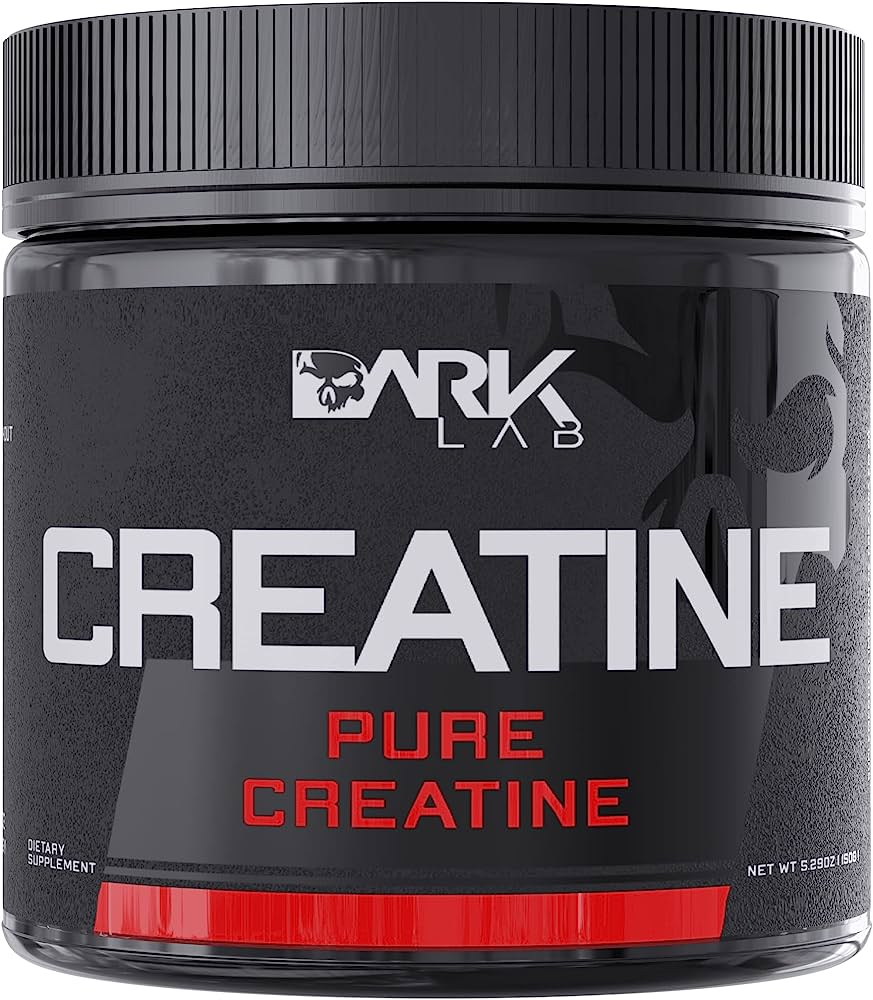 DARK
LAB
CREATINE
PURE
CREATINE
DIETARY
SUPPLEMENT
NET WT 5.29OZ (150G)